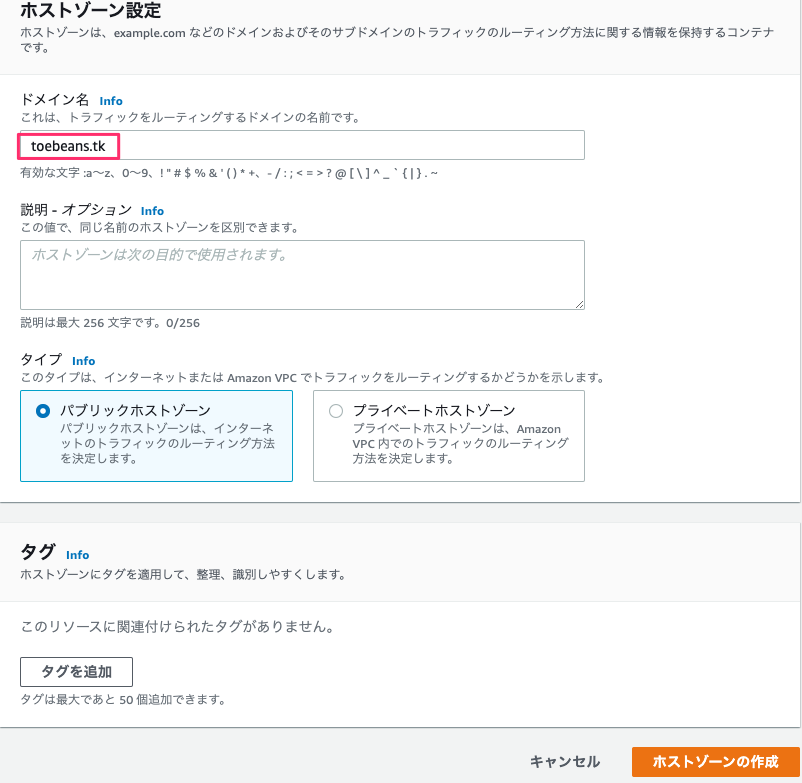 ホストゾーン設定
ホストゾーンは、example.com などのドメインおよびそのサブドメインのトラフィックのルーティング方法に関する情報を保持するコンテナ
です。
ドメイン名 Info
これは、トラフィックをルーティングするドメインの名前です。
toebeans.tk
有効な文字 :a〜z、0〜9、! " # $ % & ' ( ) * +、- / : ; < = > ? @ [ \ ] ^ _ ` { | } . ~
説明 - オプション Info
この値で、同じ名前のホストゾーンを区別できます。
ホストゾーンは次の目的で使用されます。
説明は最大 256 文字です。0/256
タイプ Info
このタイプは、インターネットまたは Amazon VPC でトラフィックをルーティングするかどうかを示します。
パブリックホストゾーン
パブリックホストゾーンは、インターネ
ットのトラフィックのルーティング方法
を決定します。
プライベートホストゾーン
プライベートホストゾーンは、Amazon
VPC 内でのトラフィックのルーティング
方法を決定します。
タグ Info
ホストゾーンにタグを適用して、整理、識別しやすくします。
このリソースに関連付けられたタグがありません。
タグを追加
タグは最大であと 50 個追加できます。
キャンセル
ホストゾーンの作成